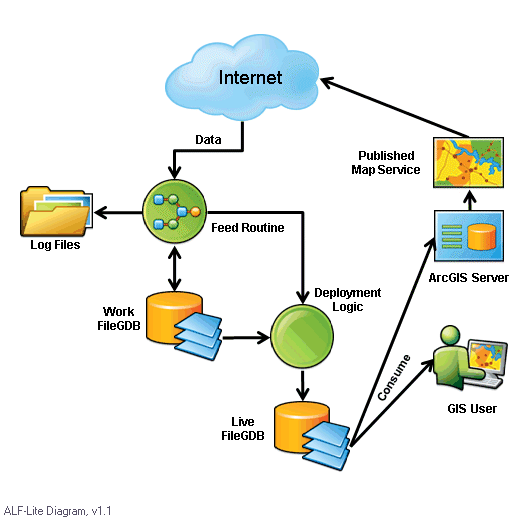 Internet
Data
Published
Map Service
Feed Routine
Log Files
ArcGIS Server
Deployment
Logic
Work
FileGDB
Consume
GIS User
Live
FileGDB
ALF-Lite Diagram, v1.1